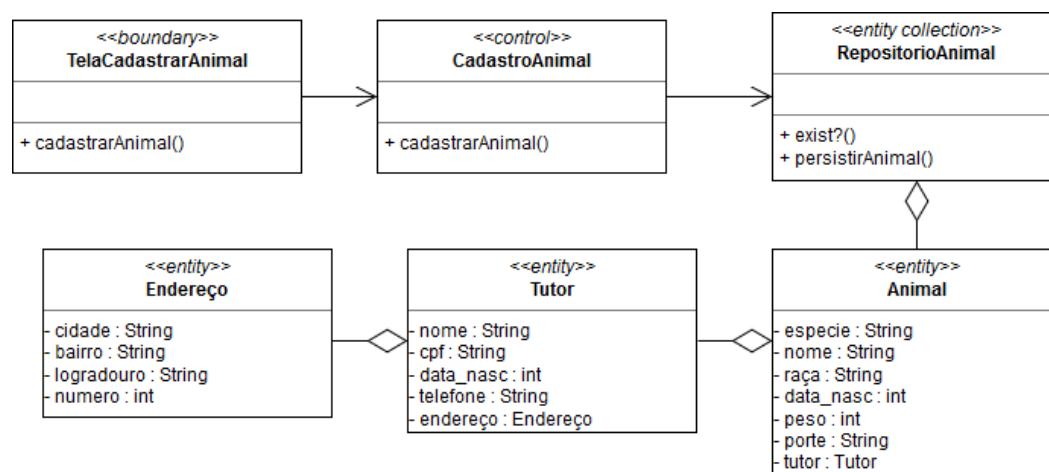 <<boundary>>
TelaCadastrarAnimal
+ cadastrarAnimal()
<<control>>
CadastroAnimal
+ cadastrarAnimal()
<<entity collection>>
RepositorioAnimal
+ exist?()
+ persistirAnimal()
<<entity>>
Endereço
- cidade : String
- bairro : String
- logradouro : String
- numero : int
<<entity>>
Tutor
- nome : String
- cpf : String
- data_nasc : int
- telefone : String
- endereço : Endereço
<<entity>>
Animal
- especie : String
- nome : String
- raça : String
- data_nasc : int
- peso : int
- porte : String
- tutor : Tutor